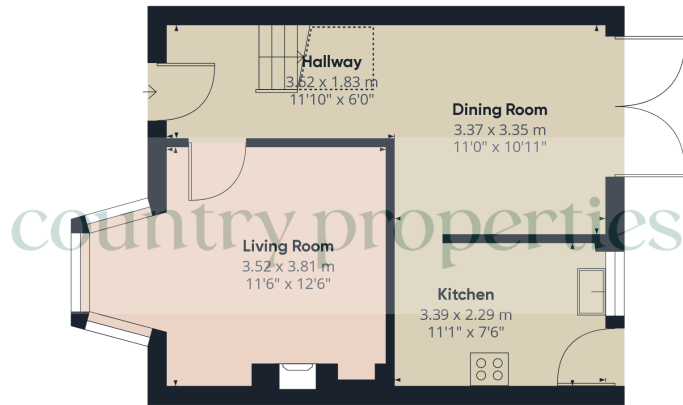 Hallway
3.62 x 1.83 m
11'10" x 6'0"
Dining Room
3.37 x 3.35 m
11'0" x 10'11"
country properties
Living Room
3.52 x 3.81 m
11'6" x 12'6"
Kitchen
3.39 x 2.29 m
11'1" x 7'6"